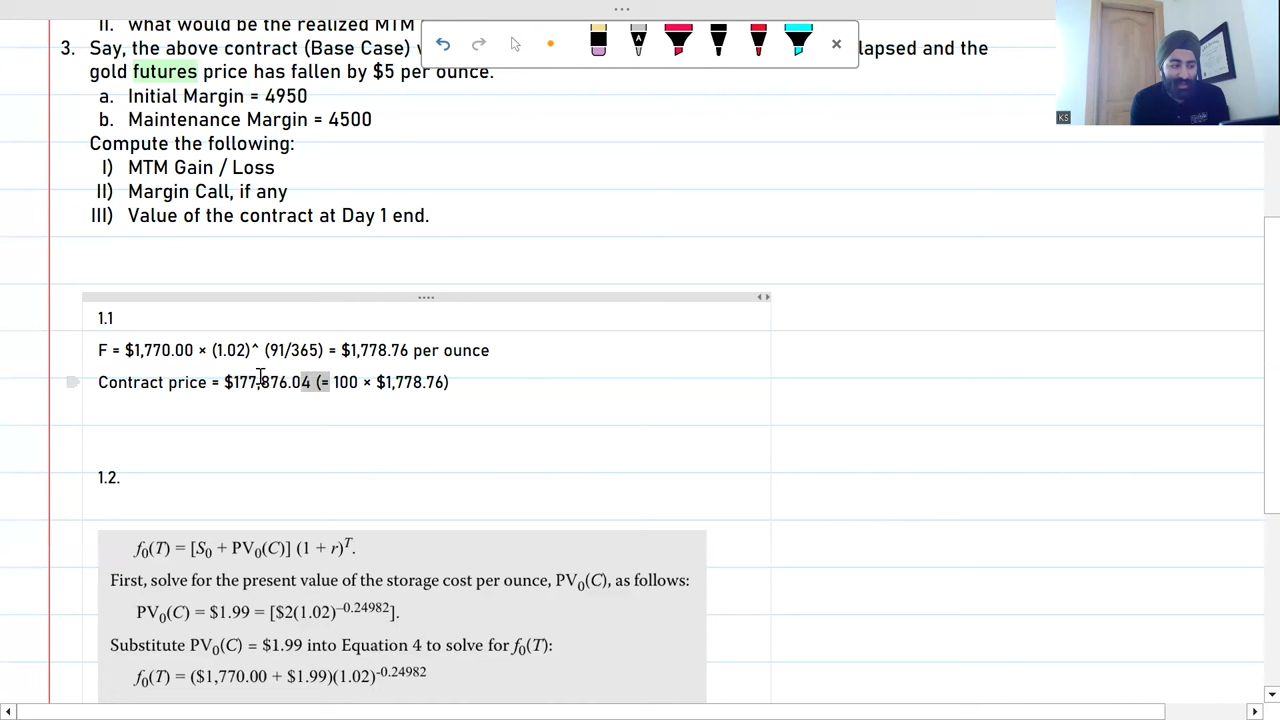 II. what would be the realized MTM
3. Say, the above contract (Base Case) lapsed and the
gold futures price has fallen by $5 per ounce.
a. Initial Margin = 4950
b. Maintenance Margin = 4500
Compute the following:
I) MTM Gain / Loss
II) Margin Call, if any
III) Value of the contract at Day 1 end.
1.1
F = $1,770.00 × (1.02)^ (91/365) = $1,778.76 per ounce
Contract price = $177,876.04 (= 100 × $1,778.76)
1.2.
f₀(T) = [S₀ + PV₀(C)] (1 + r)ᵀ.
First, solve for the present value of the storage cost per ounce, PV₀(C), as follows:
PV₀(C) = $1.99 = [$2(1.02)⁻⁰·²⁴⁹⁸²].
Substitute PV₀(C) = $1.99 into Equation 4 to solve for f₀(T):
f₀(T) = ($1,770.00 + $1.99)(1.02)⁻⁰·²⁴⁹⁸²
KS